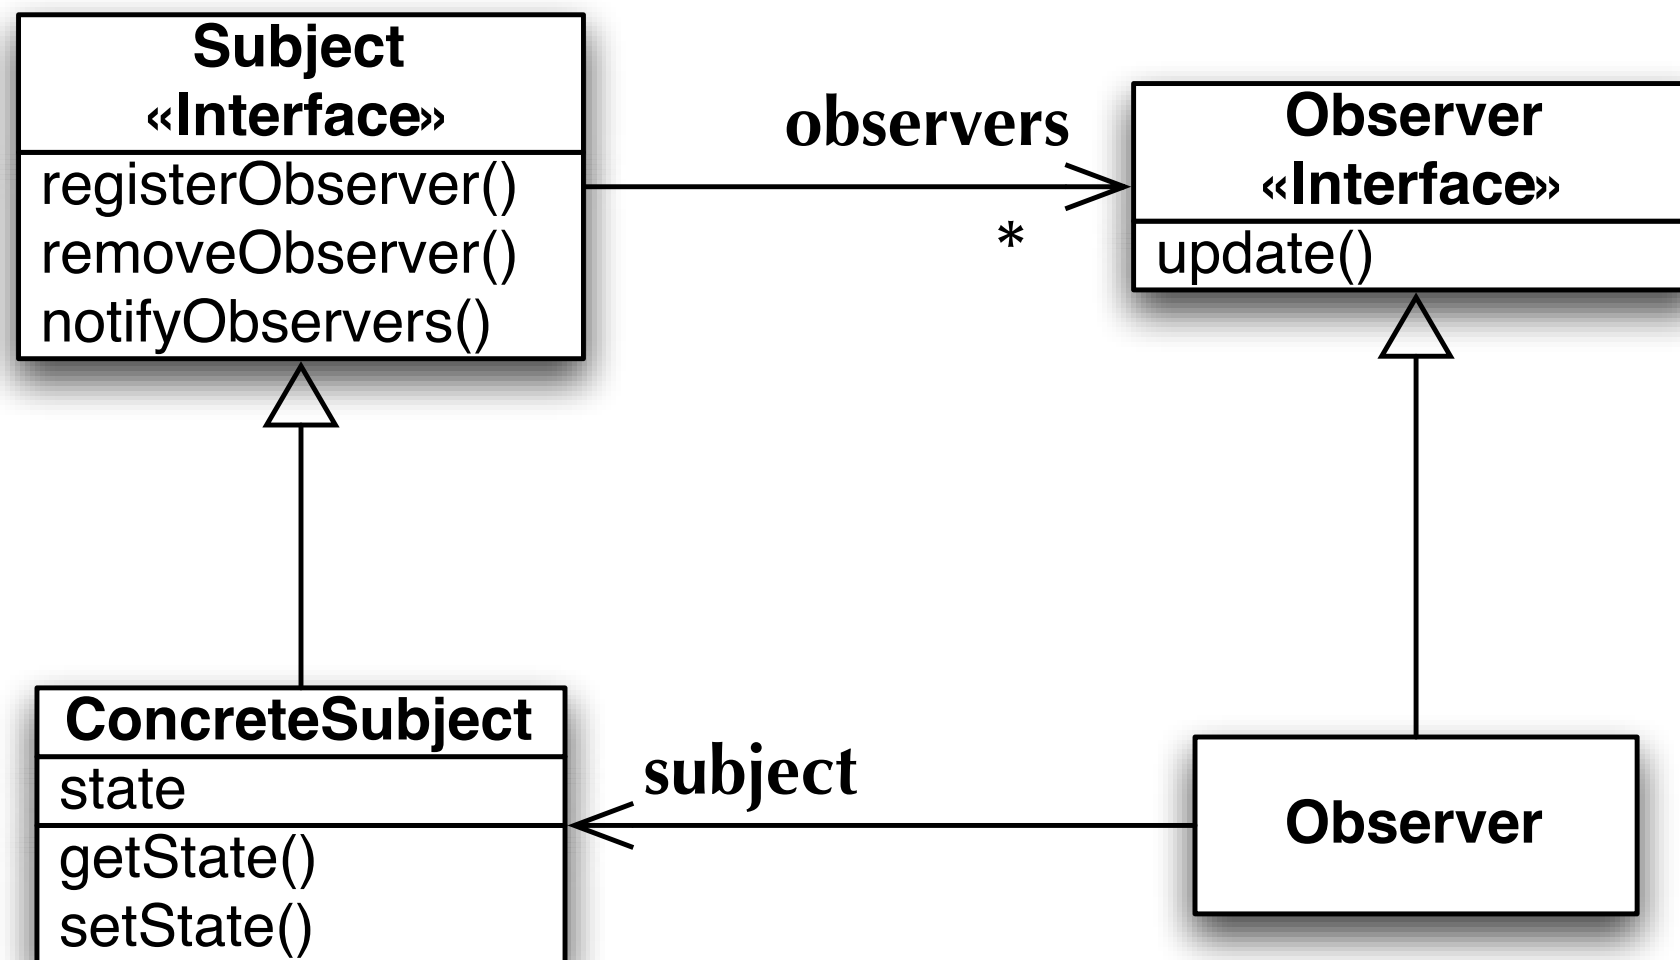 Subject
«Interface»
registerObserver()
removeObserver()
notifyObservers()
observers
*
Observer
«Interface»
update()
ConcreteSubject
state
getState()
setState()
subject
Observer